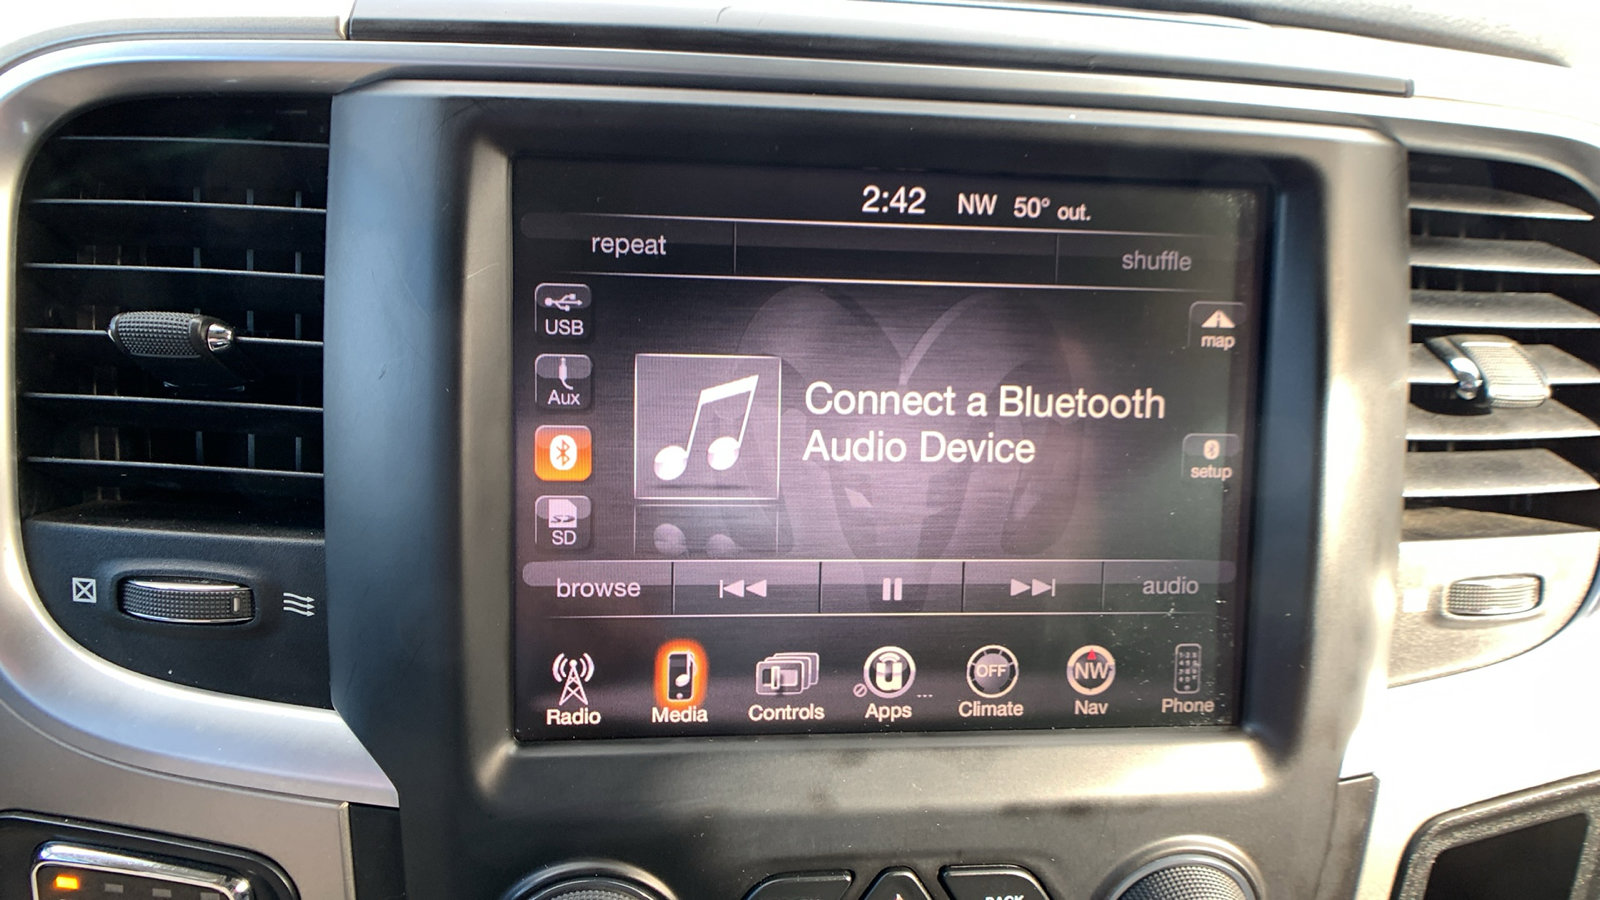 2:42 NW 50° out.
repeat shuffle
USB
map
Aux
Connect a Bluetooth
Audio Device
setup
SD
browse audio
OFF NW
Radio Media Controls Apps Climate Nav Phone
BACK